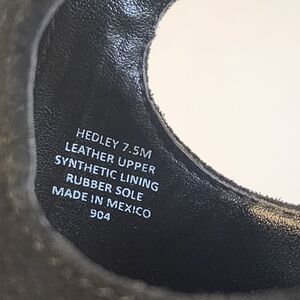 HEDLEY 7.5M
LEATHER UPPER
SYNTHETIC LINING
RUBBER SOLE
MADE IN MEXICO
904